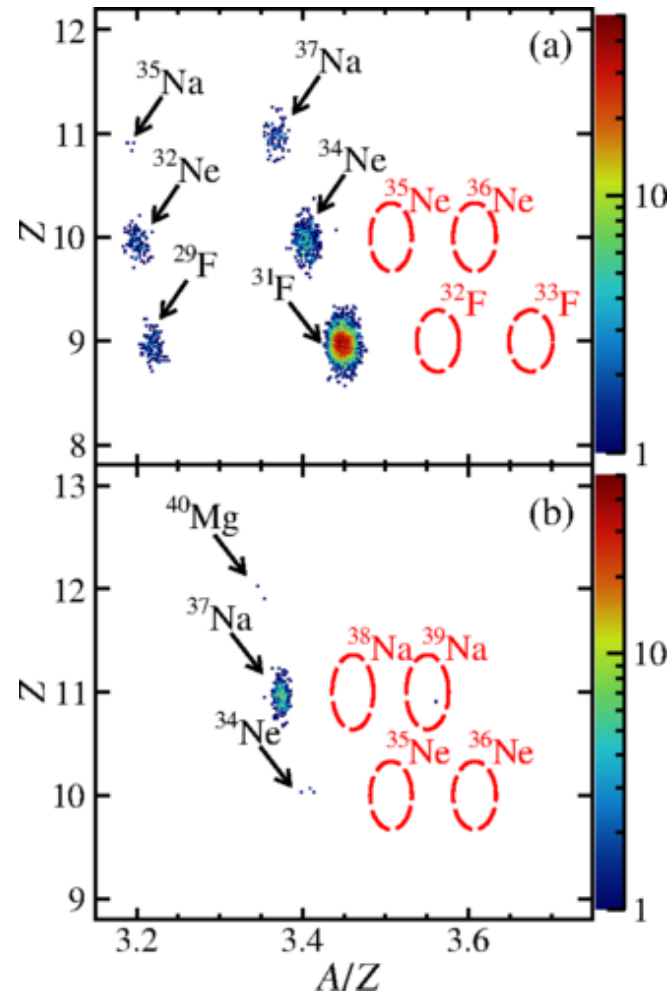 12
(a)
³⁵Na
³⁷Na
11
³²Ne
³⁴Ne
³⁵Ne
³⁶Ne
10
10
Z
²⁹F
³¹F
³²F
³³F
9
8
1
13
⁴⁰Mg
(b)
12
³⁷Na
³⁸Na
³⁹Na
10
Z
11
³⁴Ne
³⁵Ne
³⁶Ne
10
9
1
3.2
3.4
3.6
A/Z